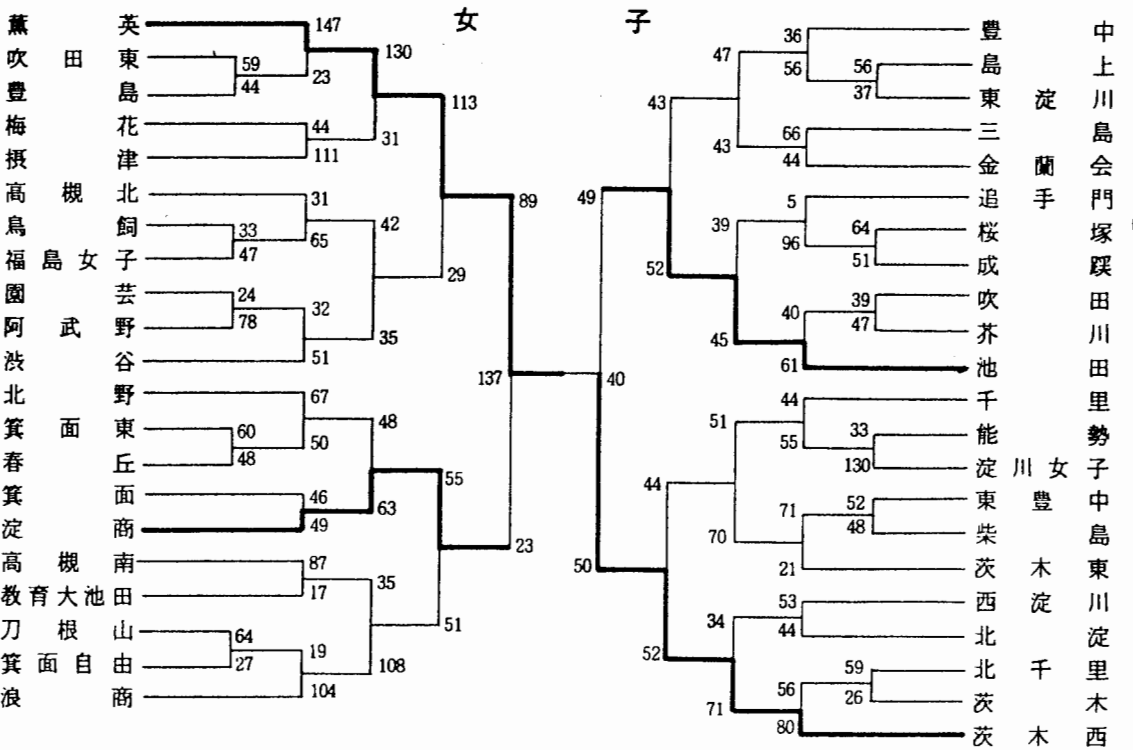 女子
薫英
147
130
吹田東
59
23
豊島
44
113
梅花
44
31
摂津
111
高槻北
31
89
鳥飼
33
65
42
福島女子
47
29
園芸
24
32
阿武野
78
35
渋谷
51
137
北野
67
48
箕面東
60
50
春丘
48
55
箕面
46
63
淀商
49
23
高槻南
87
35
教育大池田
17
51
刀根山
64
19
箕面自由
27
108
浪商
104
36
豊中
47
56
56
島上
37
東淀川
43
66
三島
43
44
金蘭会
49
5
追手門
39
96
64
桜塚
51
成蹊
52
40
39
吹田
45
47
芥川
61
池田
40
44
千里
51
55
33
能勢
130
淀川女子
44
71
52
東豊中
70
48
柴島
21
茨木東
50
53
西淀川
34
44
北淀
52
56
59
北千里
71
26
茨木
80
茨木西